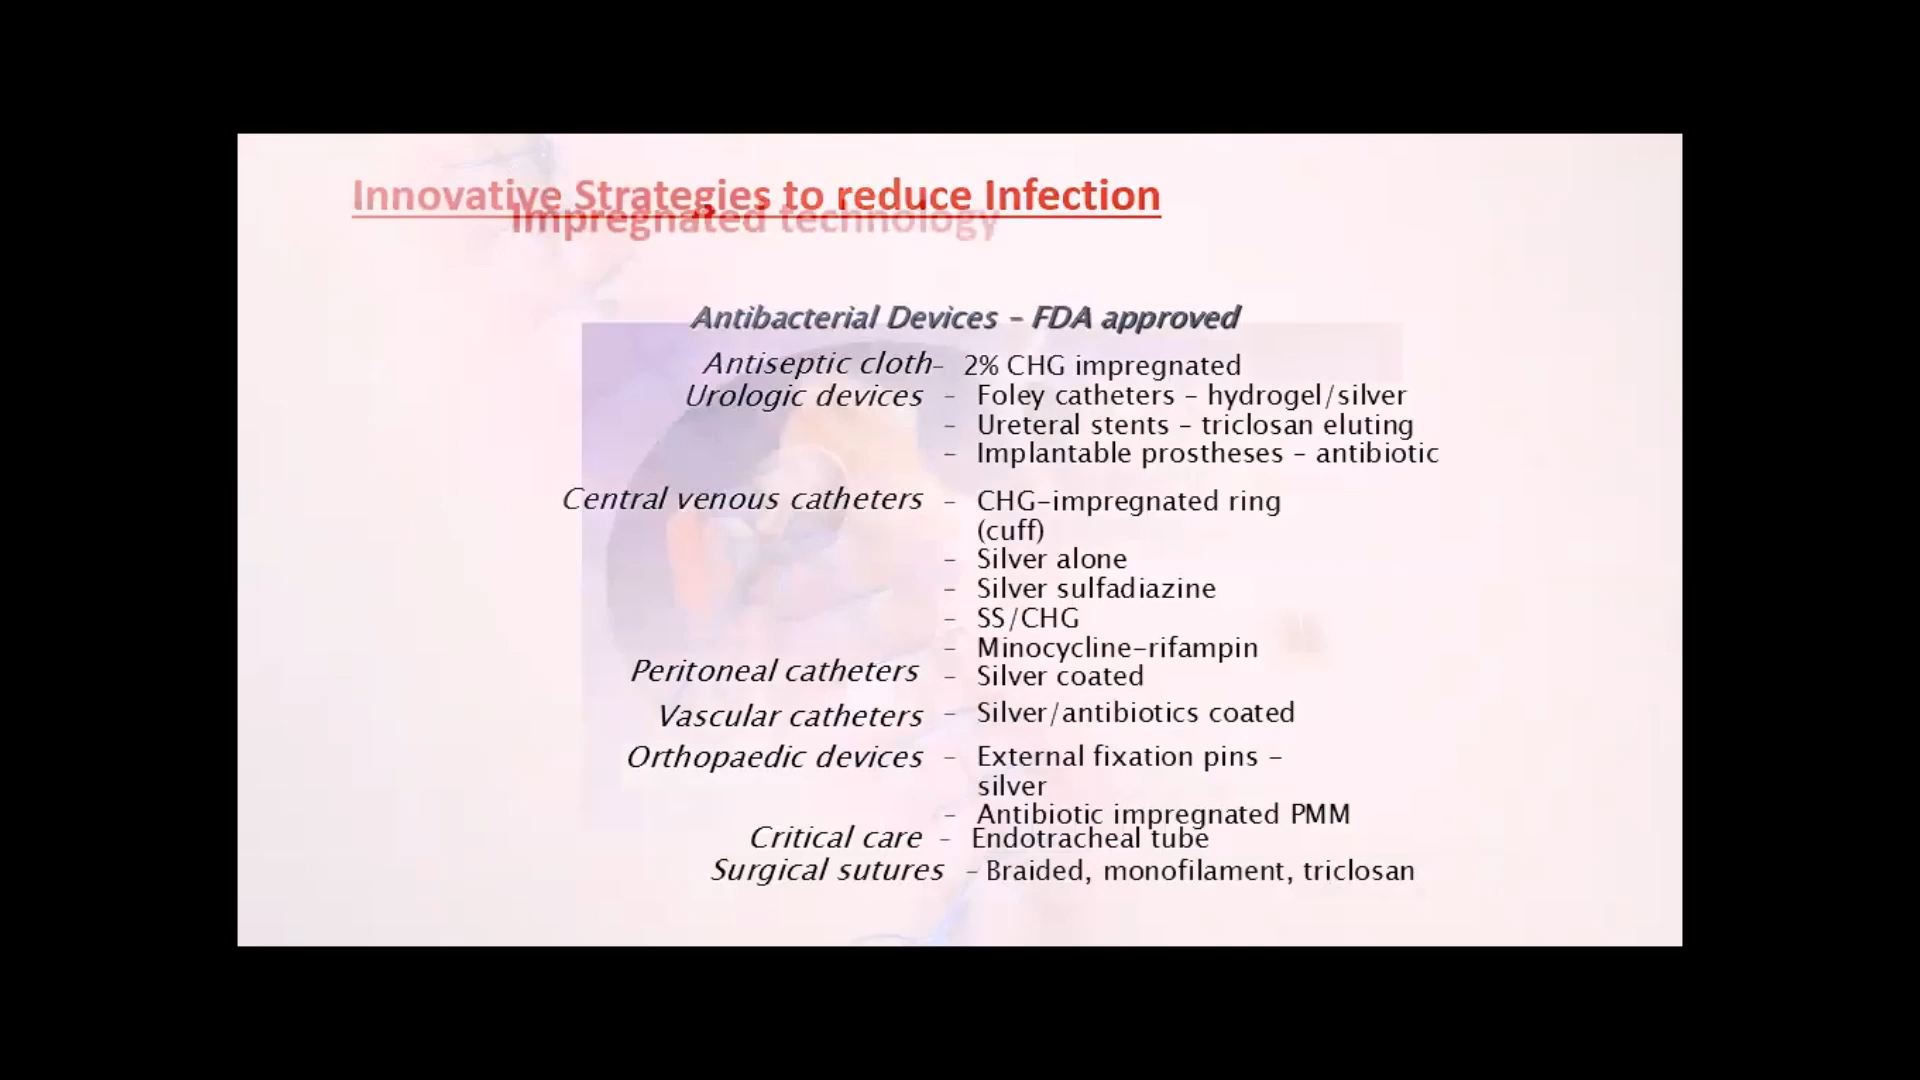 Innovative Strategies to reduce Infection
Impregnated technology
Antibacterial Devices – FDA approved
Antiseptic cloth– 2% CHG impregnated
Urologic devices – Foley catheters – hydrogel/silver
– Ureteral stents – triclosan eluting
– Implantable prostheses – antibiotic
Central venous catheters – CHG-impregnated ring
(cuff)
– Silver alone
– Silver sulfadiazine
– SS/CHG
– Minocycline-rifampin
Peritoneal catheters – Silver coated
Vascular catheters – Silver/antibiotics coated
Orthopaedic devices – External fixation pins –
silver
– Antibiotic impregnated PMM
Critical care – Endotracheal tube
Surgical sutures – Braided, monofilament, triclosan